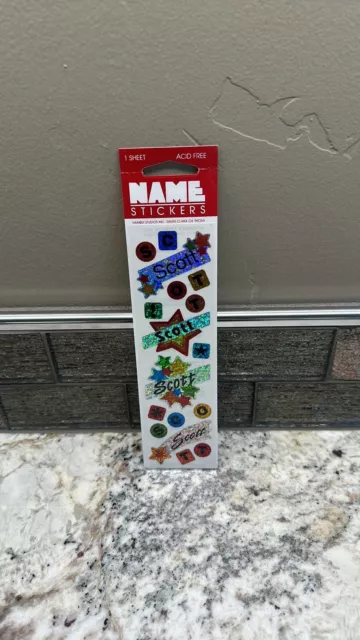 1 SHEET ACID FREE
NAME
STICKERS
S C
Scott
O T
T
Scott
Scott
S C O
Scott
T T